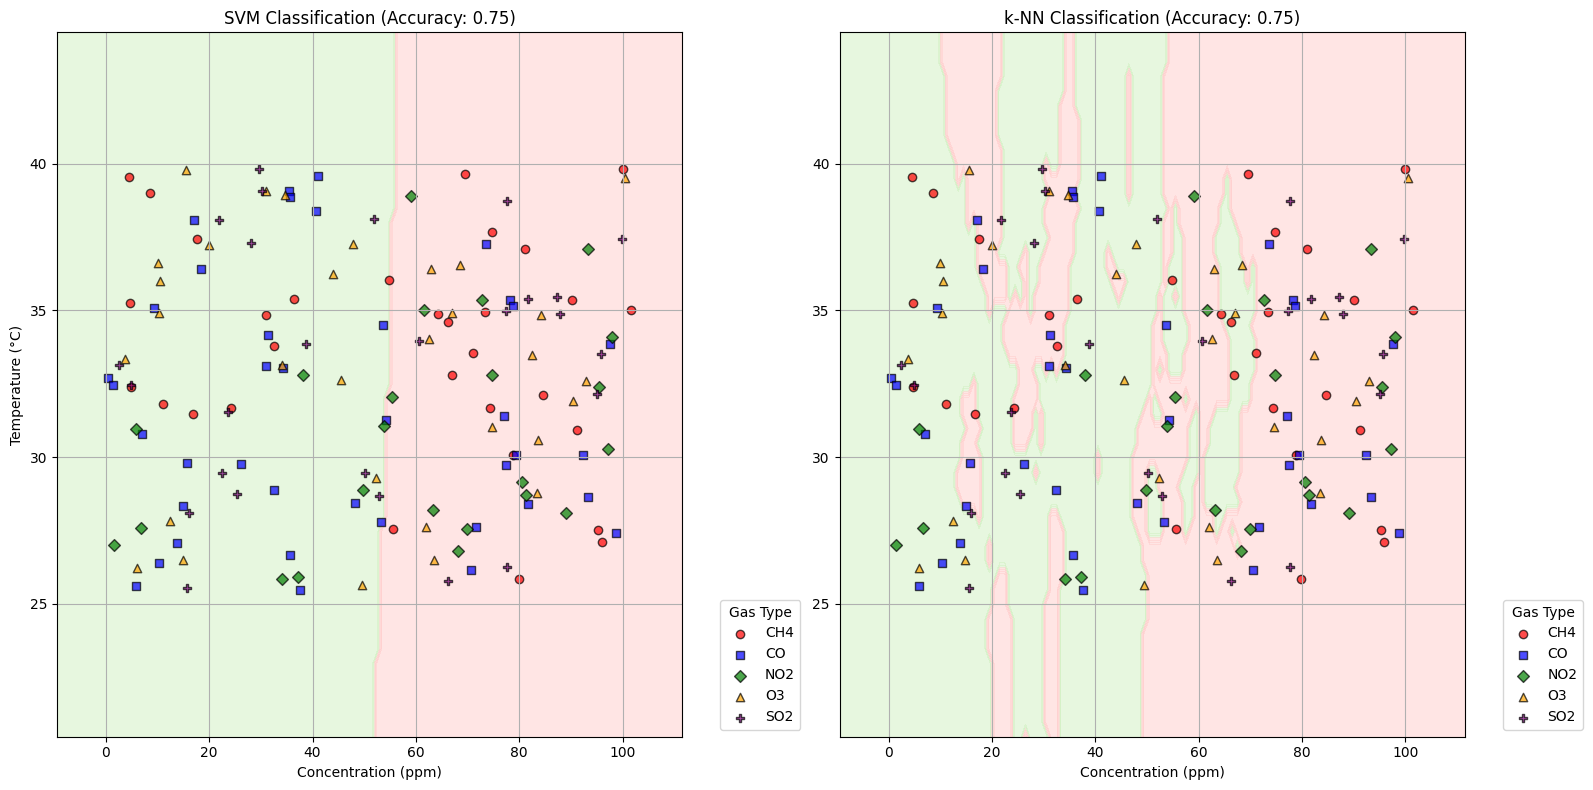 SVM Classification (Accuracy: 0.75)
Temperature (°C)
40
35
30
25
0 20 40 60 80 100
Concentration (ppm)
Gas Type
CH4
CO
NO2
O3
SO2
k-NN Classification (Accuracy: 0.75)
40
35
30
25
0 20 40 60 80 100
Concentration (ppm)
Gas Type
CH4
CO
NO2
O3
SO2